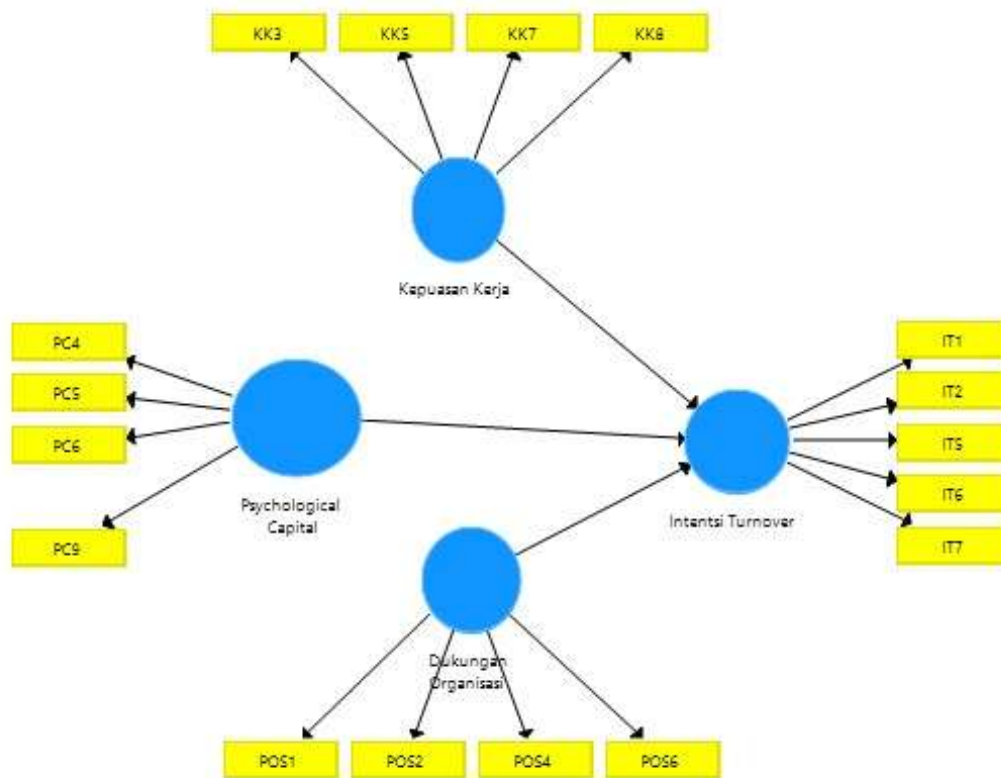 KK3
KK5
KK7
KK8
Kepuasan Kerja
PC4
PC5
PC6
PC9
Psychological
Capital
IT1
IT2
IT5
IT6
IT7
Intentsi Turnover
Dukungan
Organisasi
POS1
POS2
POS4
POS6